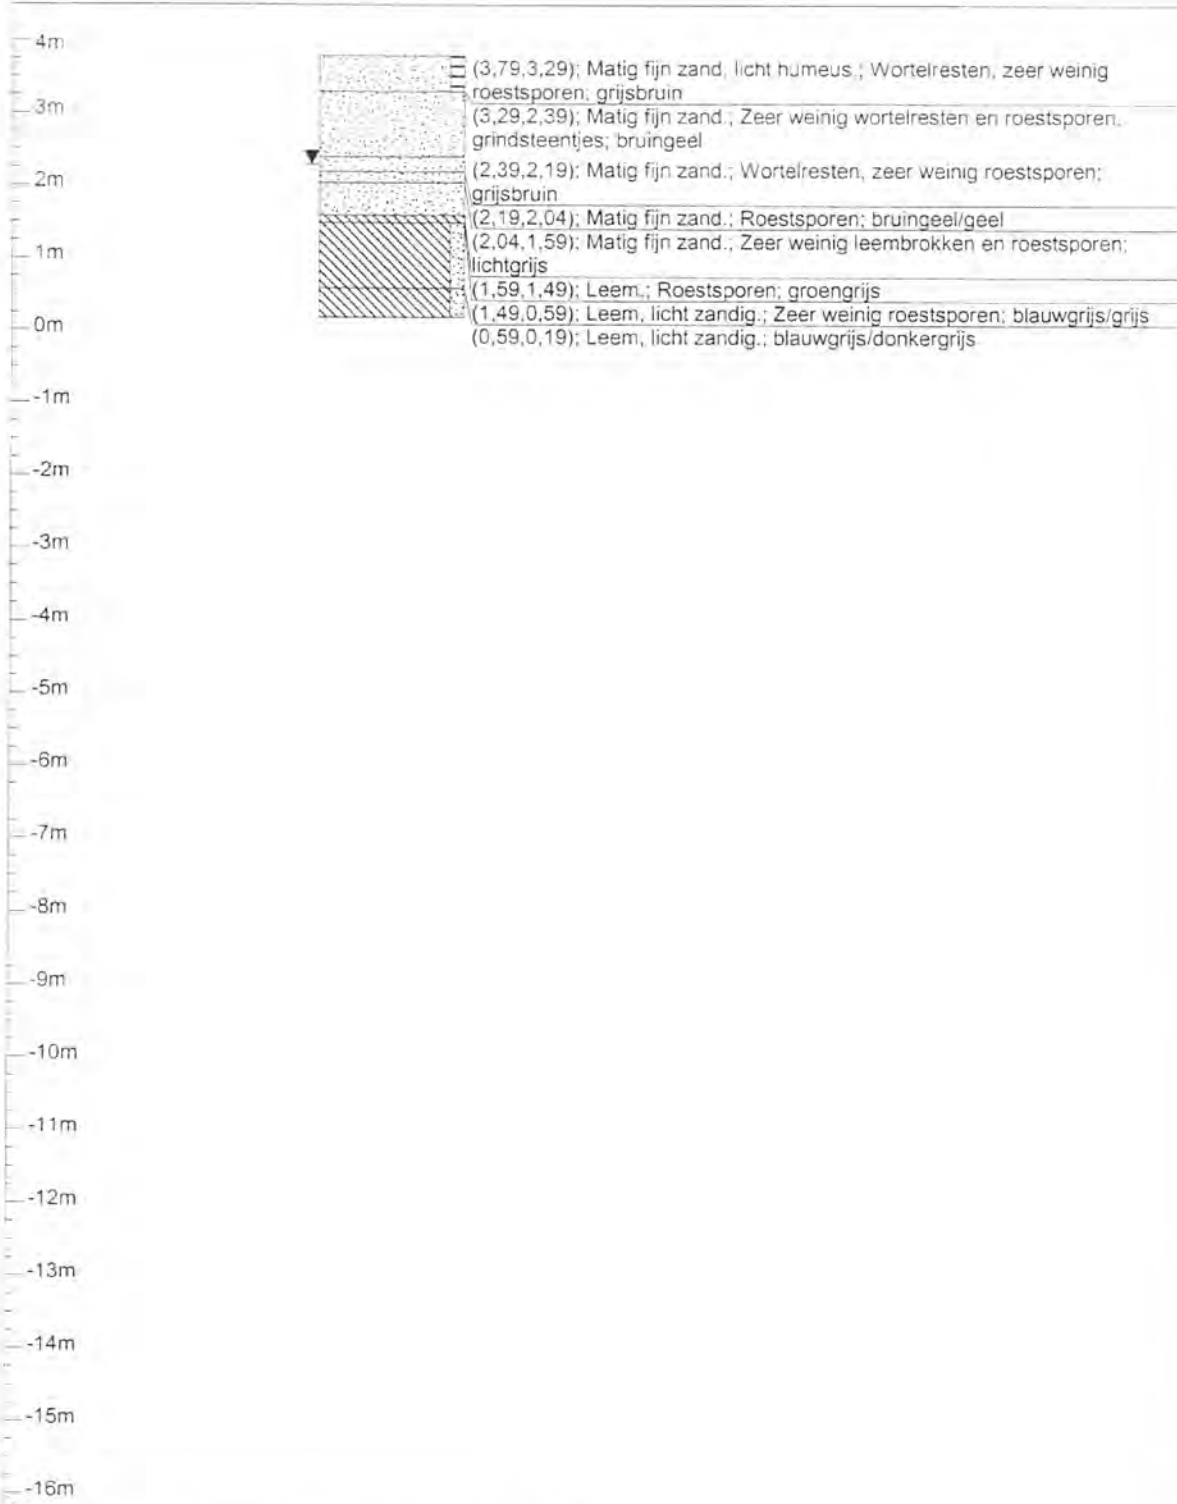 4m
(3,79,3,29); Matig fijn zand, licht humeus.; Wortelresten, zeer weinig
roestsporen; grijsbruin
3m
(3,29,2,39); Matig fijn zand.; Zeer weinig wortelresten en roestsporen,
grindsteentjes; bruingeel
(2,39,2,19); Matig fijn zand.; Wortelresten, zeer weinig roestsporen;
2m
grijsbruin
(2,19,2,04); Matig fijn zand.; Roestsporen; bruingeel/geel
(2,04,1,59); Matig fijn zand.; Zeer weinig leembrokken en roestsporen;
1m
lichtgrijs
(1,59,1,49); Leem.; Roestsporen; groengrijs
(1,49,0,59); Leem, licht zandig.; Zeer weinig roestsporen; blauwgrijs/grijs
0m
(0,59,0,19); Leem, licht zandig.; blauwgrijs/donkergrijs
-1m
-2m
-3m
-4m
-5m
-6m
-7m
-8m
-9m
-10m
-11m
-12m
-13m
-14m
-15m
-16m